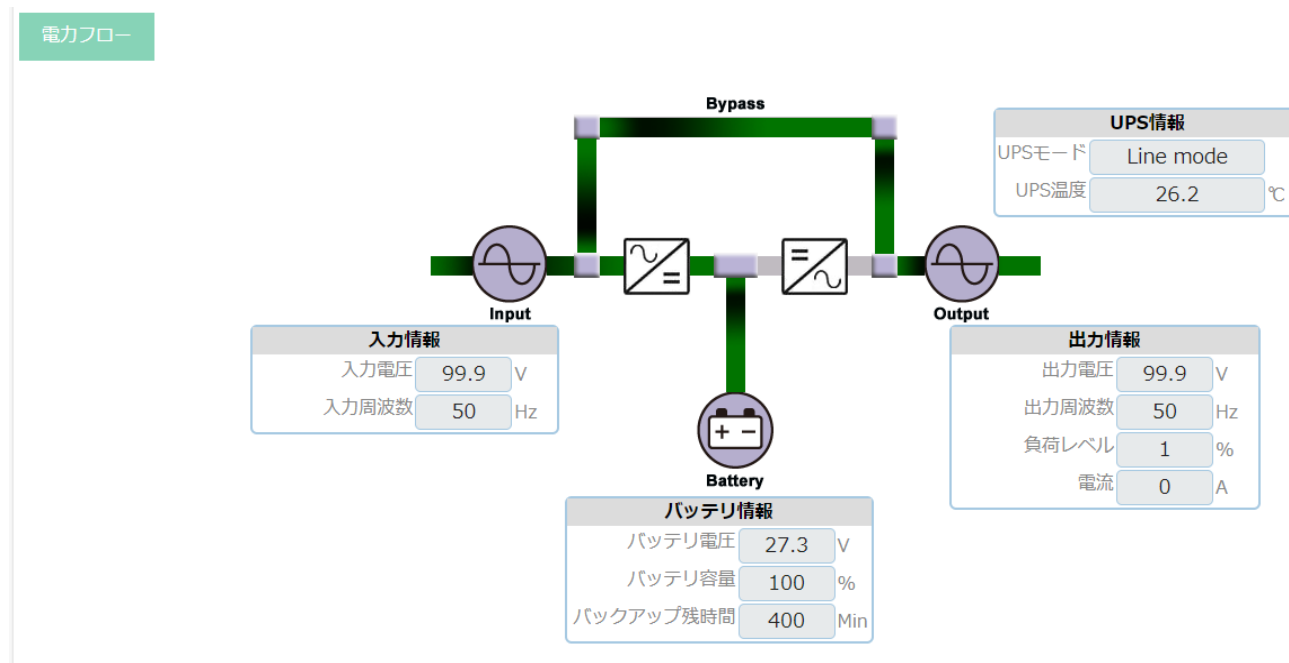 電力フロー
Bypass
UPS情報
UPSモード Line mode
UPS温度 26.2 ℃
Input
Output
入力情報
入力電圧 99.9 V
入力周波数 50 Hz
出力情報
出力電圧 99.9 V
出力周波数 50 Hz
負荷レベル 1 %
電流 0 A
Battery
バッテリ情報
バッテリ電圧 27.3 V
バッテリ容量 100 %
バックアップ残時間 400 Min